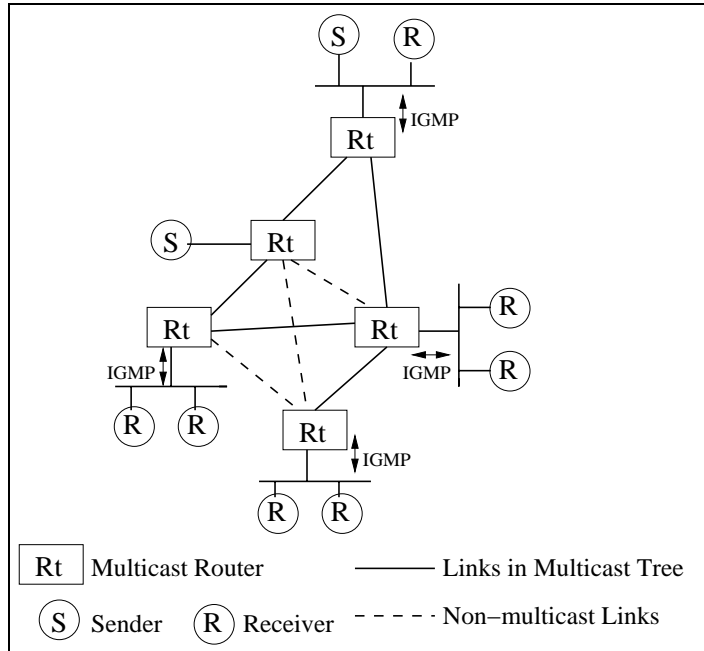 S R
IGMP
Rt
S Rt
R
Rt Rt
IGMP IGMP
R
R R
Rt
IGMP
R R
Rt Multicast Router Links in Multicast Tree
S Sender R Receiver Non−multicast Links